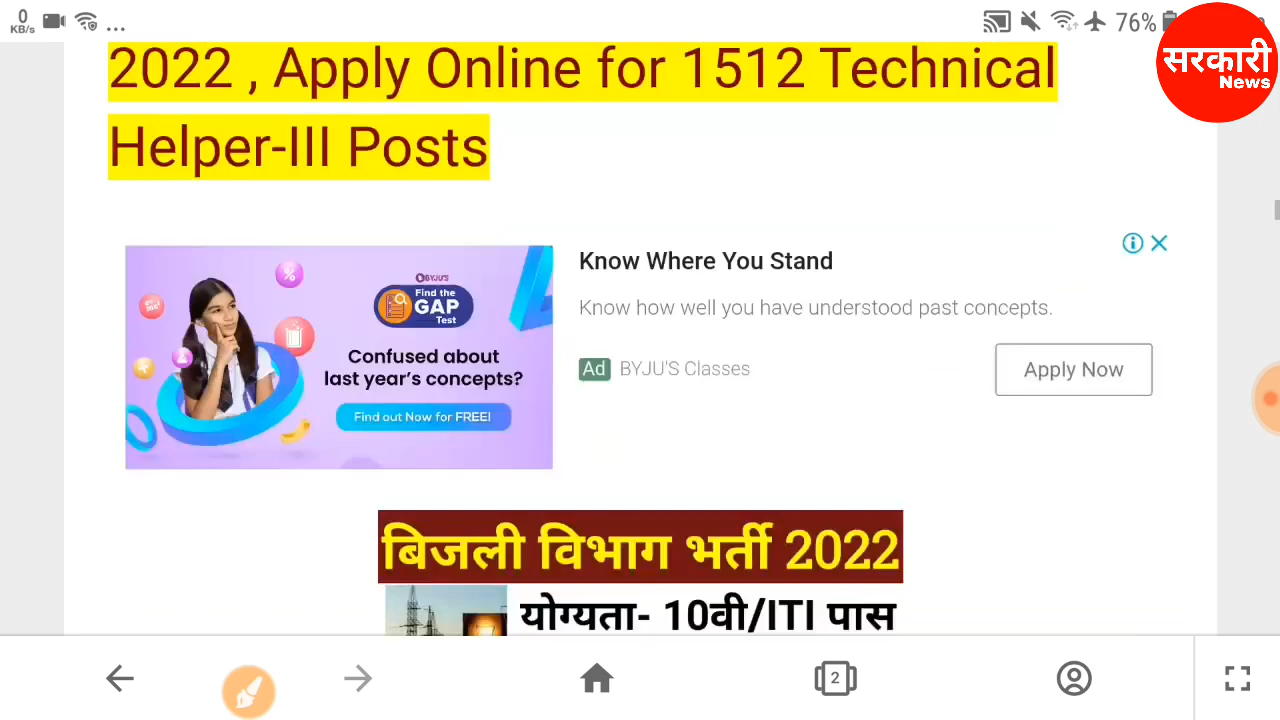 0
KB/s
...
76%
सरकारी
News
2022 , Apply Online for 1512 Technical
Helper-III Posts
BYJU'S
Find the
GAP
Test
Confused about
last year's concepts?
Find out Now for FREE!
Know Where You Stand
Know how well you have understood past concepts.
Ad BYJU'S Classes
Apply Now
बिजली विभाग भर्ती 2022
योग्यता- 10वी/ITI पास
2